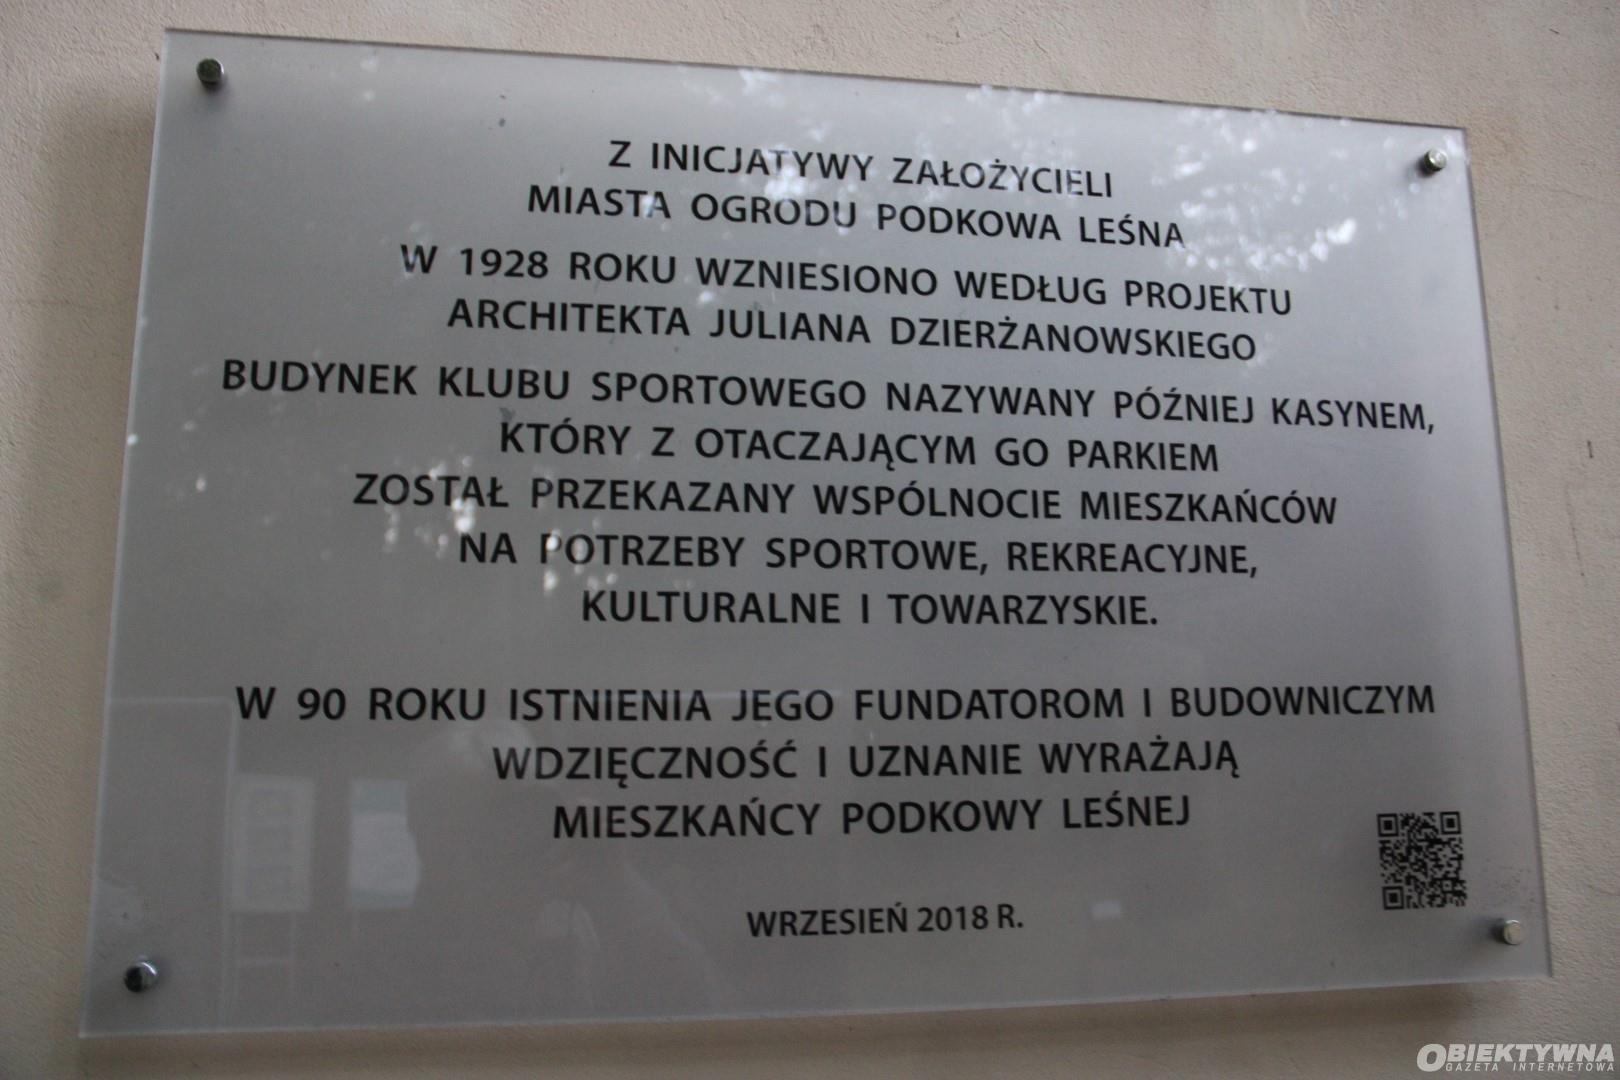 Z INICJATYWY ZAŁOŻYCIELI
MIASTA OGRODU PODKOWA LEŚNA
W 1928 ROKU WZNIESIONO WEDŁUG PROJEKTU
ARCHITEKTA JULIANA DZIERŻANOWSKIEGO
BUDYNEK KLUBU SPORTOWEGO NAZYWANY PÓŹNIEJ KASYNEM,
KTÓRY Z OTACZAJĄCYM GO PARKIEM
ZOSTAŁ PRZEKAZANY WSPÓLNOCIE MIESZKAŃCÓW
NA POTRZEBY SPORTOWE, REKREACYJNE,
KULTURALNE I TOWARZYSKIE.
W 90 ROKU ISTNIENIA JEGO FUNDATOROM I BUDOWNICZYM
WDZIĘCZNOŚĆ I UZNANIE WYRAŻAJĄ
MIESZKAŃCY PODKOWY LEŚNEJ
WRZESIEŃ 2018 R.
OBIEKTYWNA
GAZETA INTERNETOWA